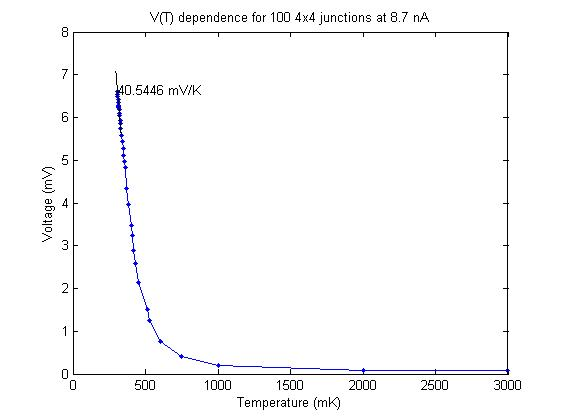 V(T) dependence for 100 4x4 junctions at 8.7 nA
8
7
40.5446 mV/K
6
5
Voltage (mV)
4
3
2
1
0
0 500 1000 1500 2000 2500 3000
Temperature (mK)